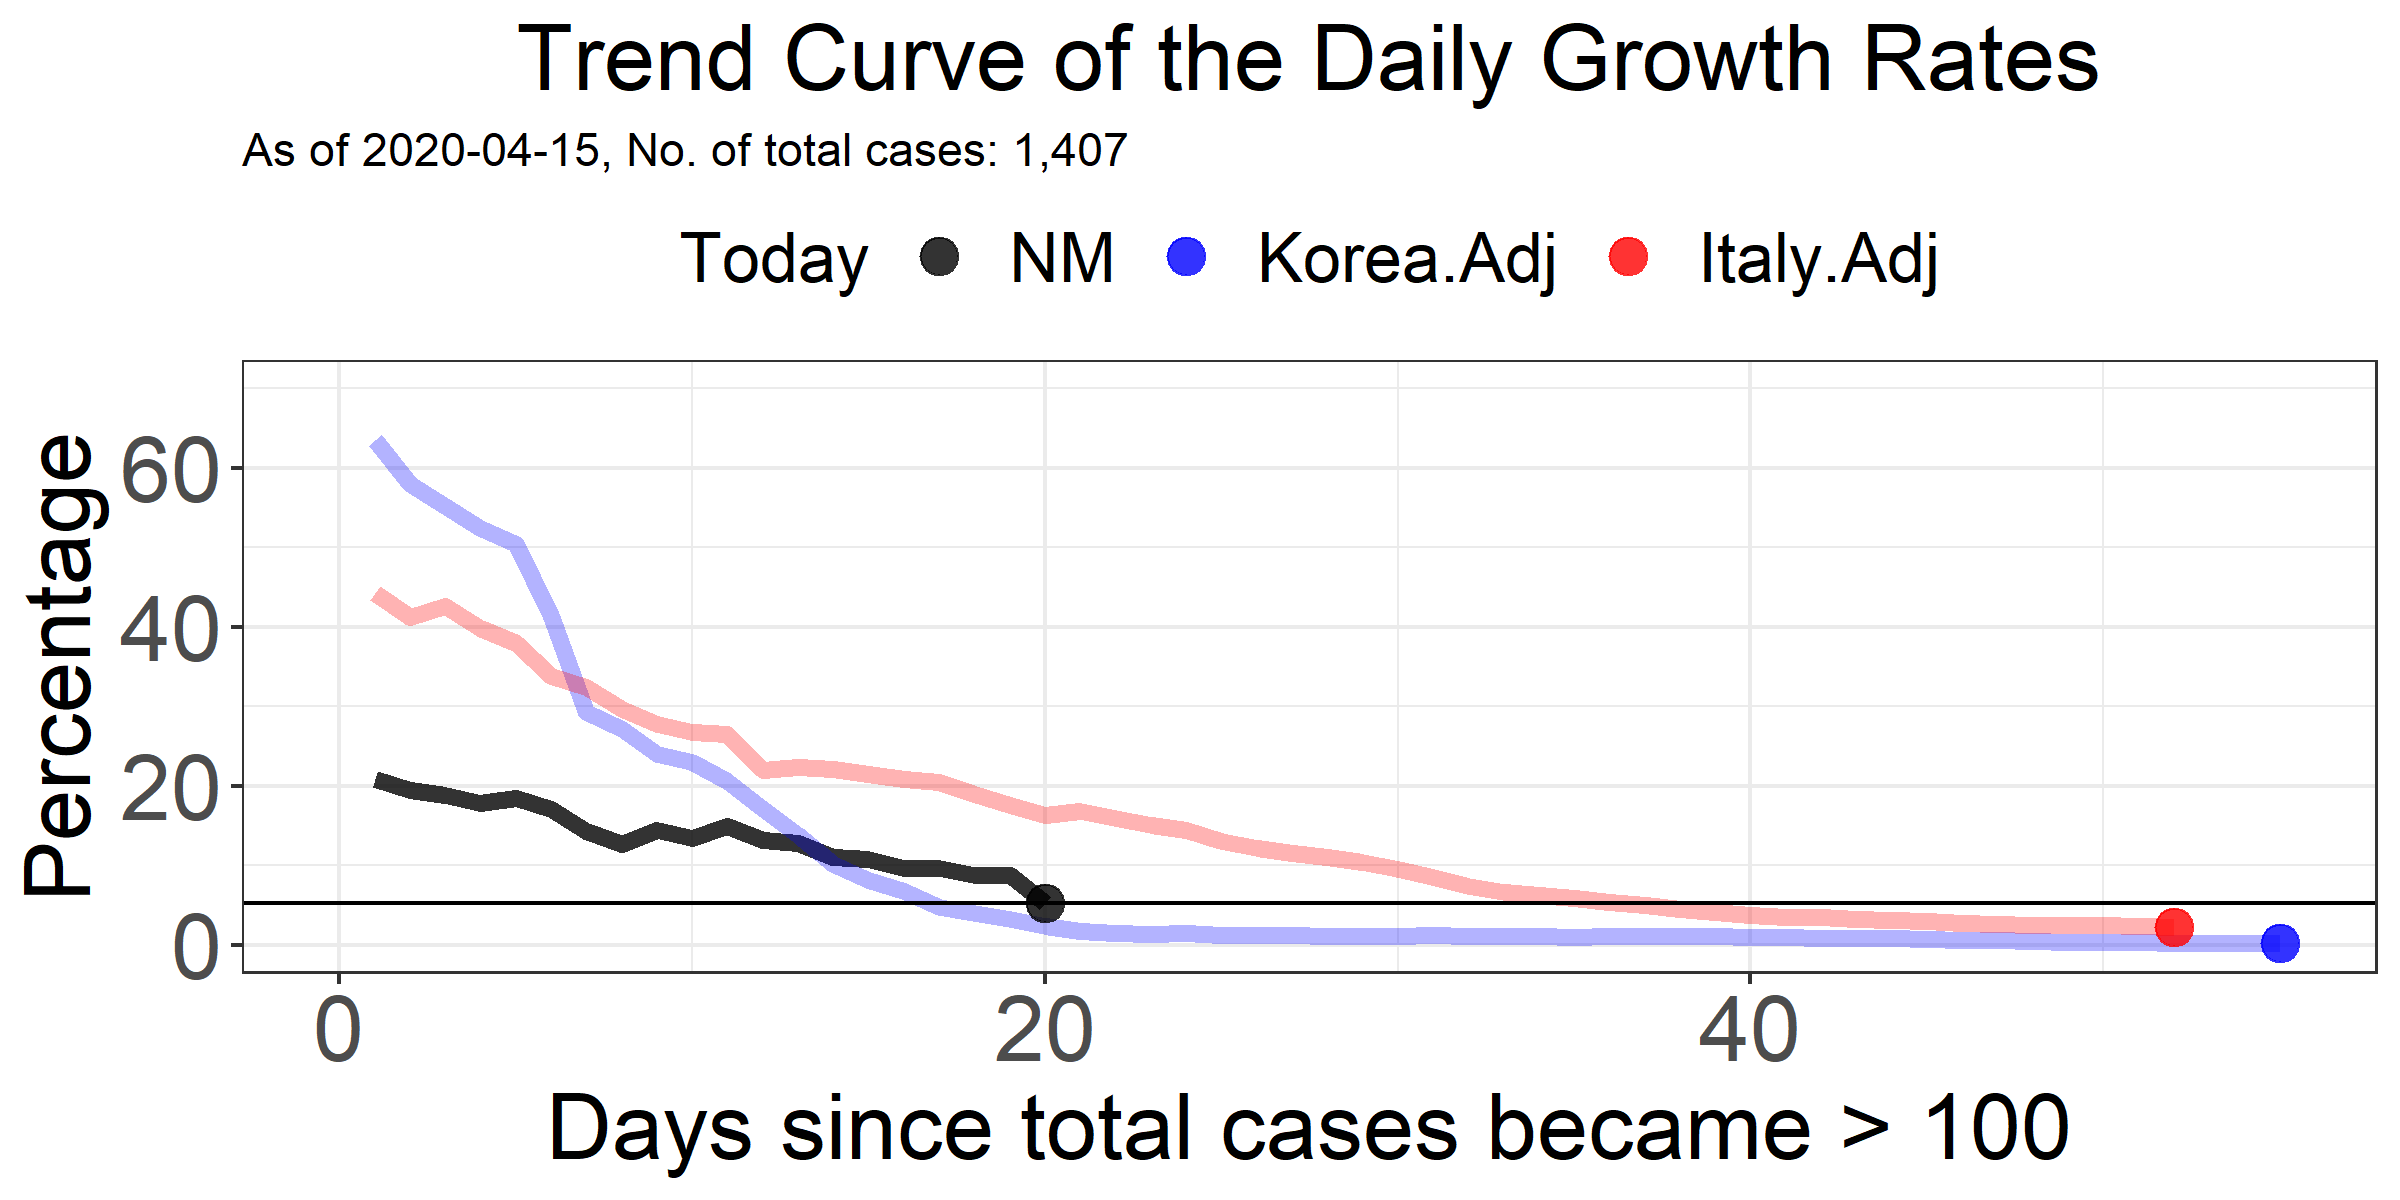 Trend Curve of the Daily Growth Rates
As of 2020-04-15, No. of total cases: 1,407
Today NM Korea.Adj Italy.Adj
Percentage
60
40
20
0
0 20 40
Days since total cases became > 100